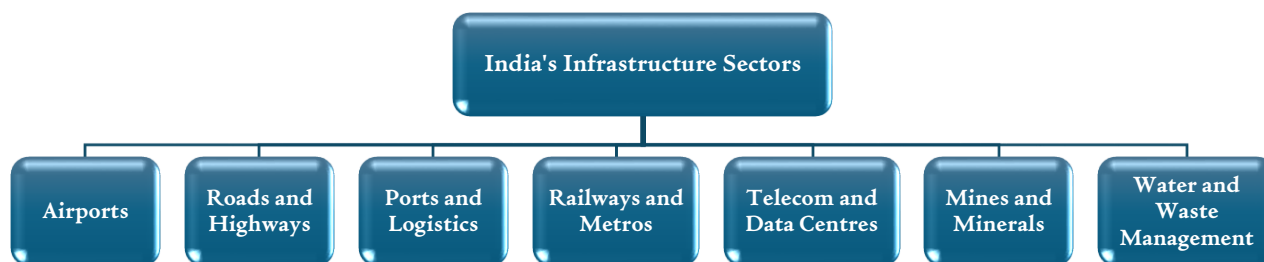 India's Infrastructure Sectors
Airports
Roads and
Highways
Ports and
Logistics
Railways and
Metros
Telecom and
Data Centres
Mines and
Minerals
Water and
Waste
Management